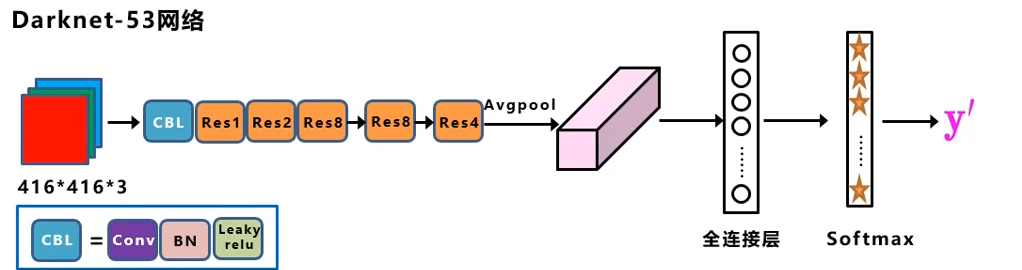 Darknet-53网络
CBL Res1 Res2 Res8 Res8 Res4 Avgpool
y′
416*416*3
CBL = Conv BN Leaky relu
全连接层 Softmax